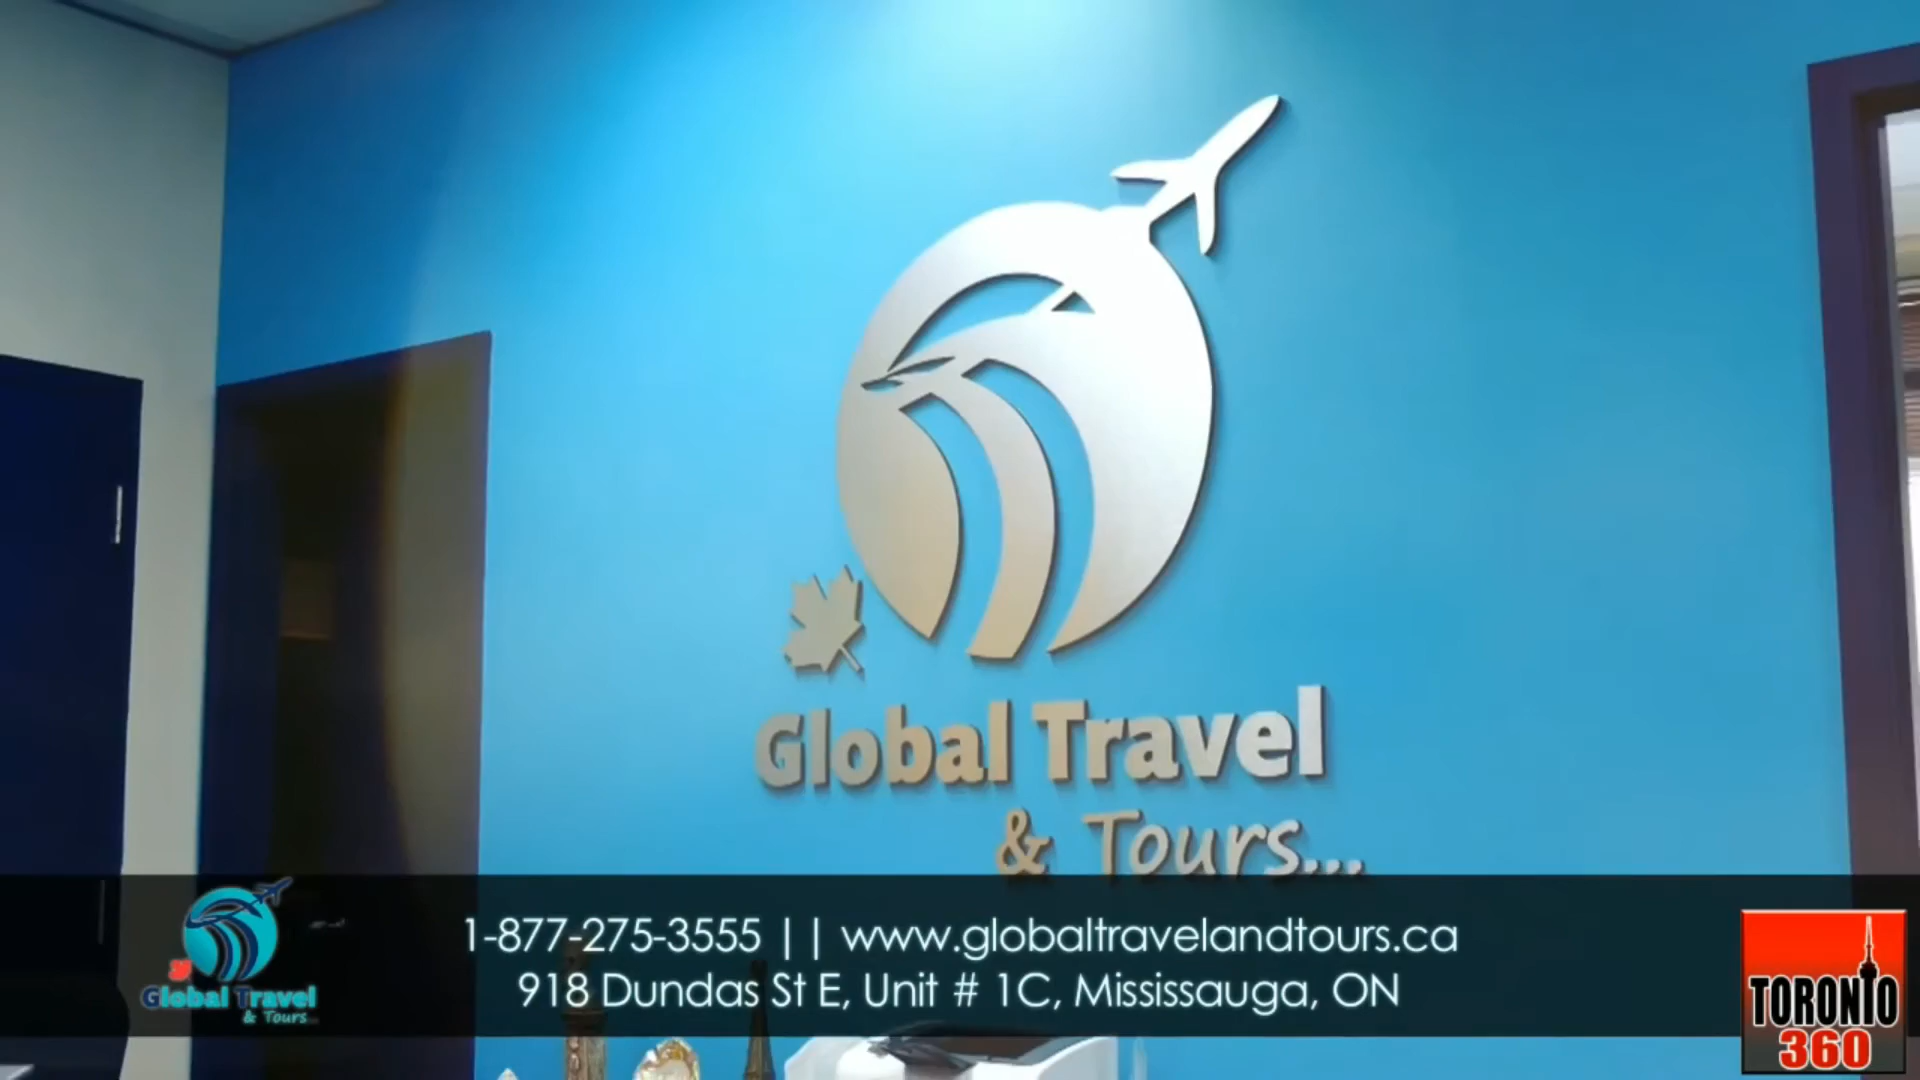 Global Travel
& Tours...
Global Travel
& Tours...
1-877-275-3555 || www.globaltravelandtours.ca
918 Dundas St E, Unit # 1C, Mississauga, ON
TORONTO
360